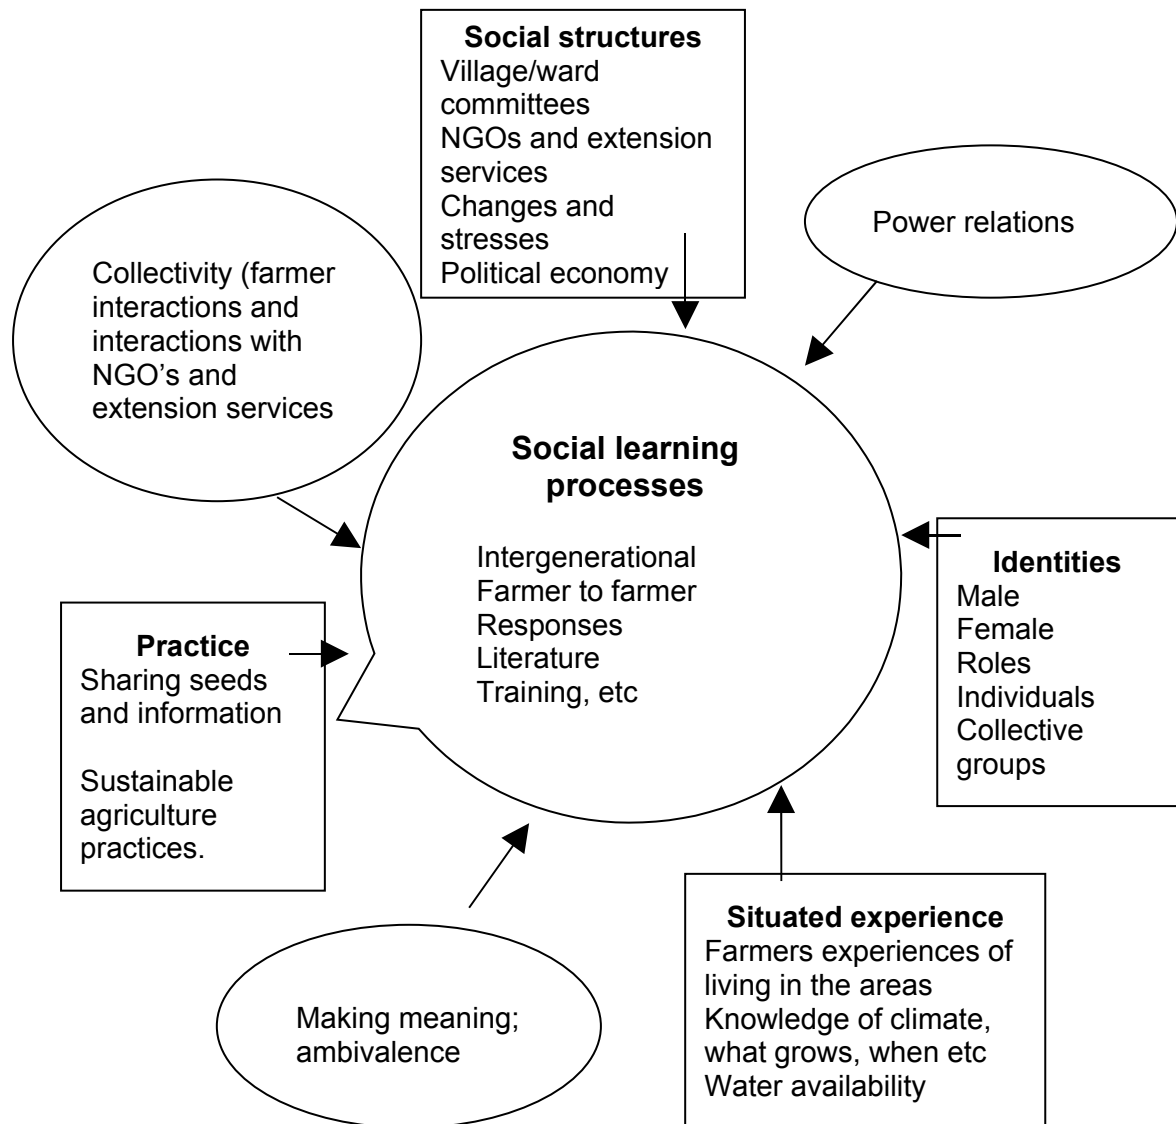 Social structures
Village/ward
committees
NGOs and extension
services
Changes and
stresses
Political economy
Power relations
Collectivity (farmer
interactions and
interactions with
NGO’s and
extension services
Social learning
processes
Intergenerational
Farmer to farmer
Responses
Literature
Training, etc
Identities
Male
Female
Roles
Individuals
Collective
groups
Practice
Sharing seeds
and information
Sustainable
agriculture
practices.
Situated experience
Farmers experiences of
living in the areas
Knowledge of climate,
what grows, when etc
Water availability
Making meaning;
ambivalence